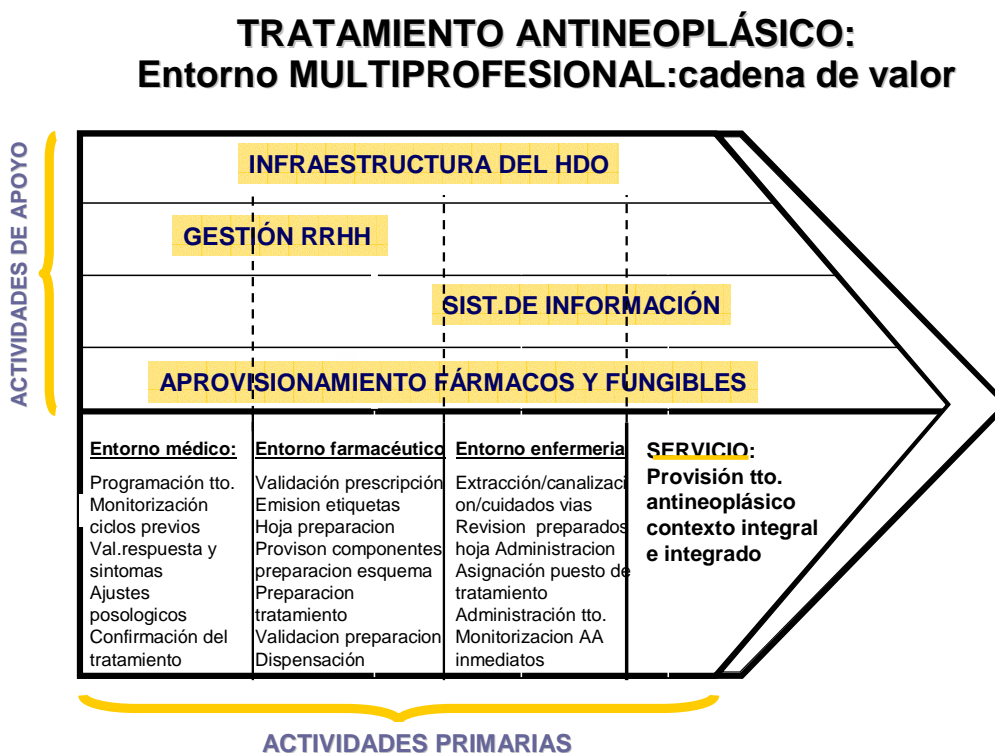 TRATAMIENTO ANTINEOPLÁSICO:
Entorno MULTIPROFESIONAL:cadena de valor
ACTIVIDADES DE APOYO
INFRAESTRUCTURA DEL HDO
GESTIÓN RRHH
SIST.DE INFORMACIÓN
APROVISIONAMIENTO FÁRMACOS Y FUNGIBLES
Entorno médico:
Programación tto.
Monitorización
ciclos previos
Val.respuesta y
sintomas
Ajustes
posologicos
Confirmación del
tratamiento
Entorno farmacéutico
Validación prescripción
Emision etiquetas
Hoja preparacion
Provison componentes
preparacion esquema
Preparacion
tratamiento
Validacion preparacion
Dispensación
Entorno enfermeria
Extracción/canalizaci
on/cuidados vias
Revision preparados
hoja Administracion
Asignación puesto de
tratamiento
Administración tto.
Monitorizacion AA
inmediatos
SERVICIO:
Provisión tto.
antineoplásico
contexto integral
e integrado
ACTIVIDADES PRIMARIAS